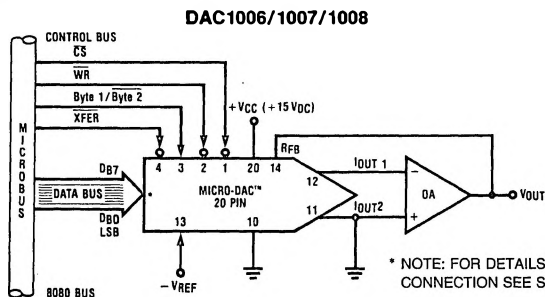 DAC1006/1007/1008
CONTROL BUS
CS
WR
Byte 1/Byte 2
XFER
+VCC (+15 VDC)
RFB
4 3 2 1 20 14
MICROBUS
DB7
DATA BUS
DB0
LSB
MICRO-DAC™
20 PIN
12
11
13
10
IOUT 1
IOUT2
-
+
OA
VOUT
-VREF
8080 BUS
* NOTE: FOR DETAILS
CONNECTION SEE S